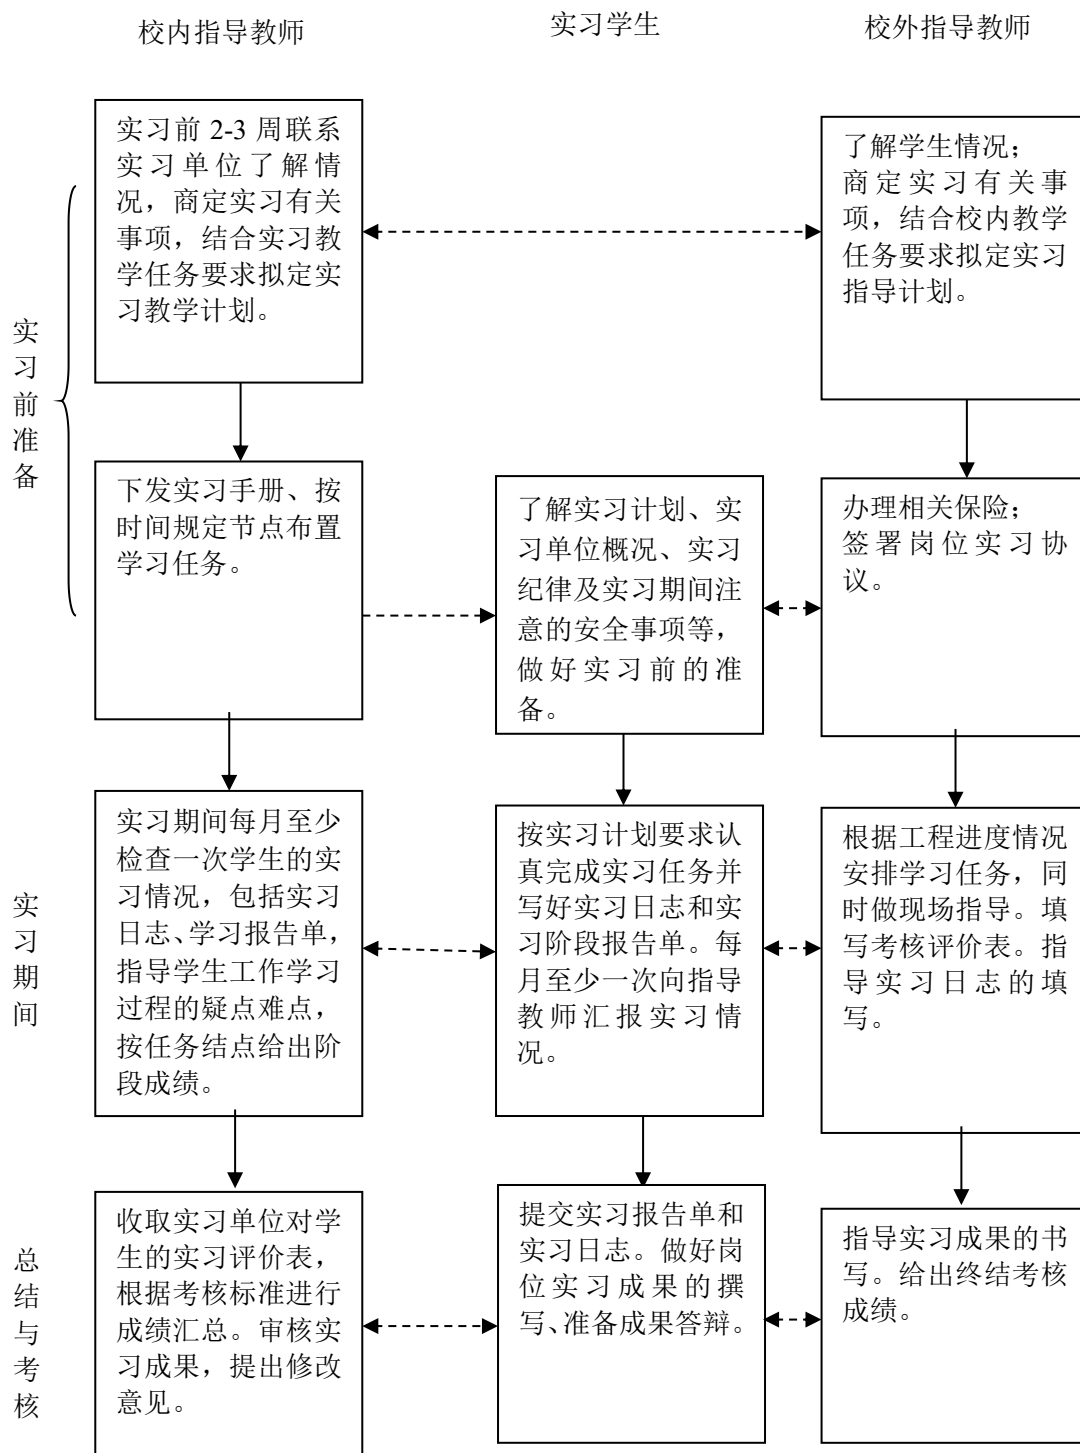 校内指导教师
实习学生
校外指导教师
实习前准备
实习前 2-3 周联系
实习单位了解情
况，商定实习有关
事项，结合实习教
学任务要求拟定实
习教学计划。
了解学生情况；
商定实习有关事
项，结合校内教学
任务要求拟定实习
指导计划。
下发实习手册、按
时间规定节点布置
学习任务。
了解实习计划、实
习单位概况、实习
纪律及实习期间注
意的安全事项等，
做好实习前的准
备。
办理相关保险；
签署岗位实习协
议。
实习期间
实习期间每月至少
检查一次学生的实
习情况，包括实习
日志、学习报告单，
指导学生工作学习
过程的疑点难点，
按任务结点给出阶
段成绩。
按实习计划要求认
真完成实习任务并
写好实习日志和实
习阶段报告单。每
月至少一次向指导
教师汇报实习情
况。
根据工程进度情况
安排学习任务，同
时做现场指导。填
写考核评价表。指
导实习日志的填
写。
总结与考核
收取实习单位对学
生的实习评价表，
根据考核标准进行
成绩汇总。审核实
习成果，提出修改
意见。
提交实习报告单和
实习日志。做好岗
位实习成果的撰
写、准备成果答辩。
指导实习成果的书
写。给出终结考核
成绩。